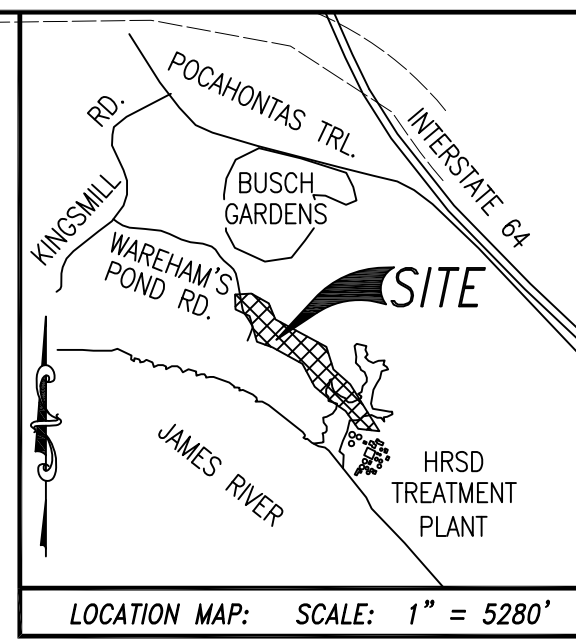 POCAHONTAS TRL.
INTERSTATE 64
KINGSMILL RD.
BUSCH
GARDENS
WAREHAM'S
POND RD.
SITE
JAMES RIVER
HRSD
TREATMENT
PLANT
LOCATION MAP: SCALE: 1" = 5280'